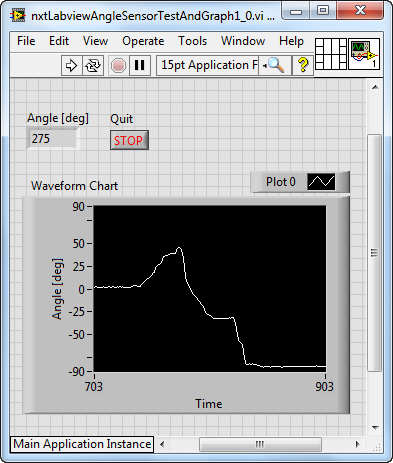 nxtLabviewAngleSensorTestAndGraph1_0.vi ...
File Edit View Operate Tools Window Help
15pt Application F
1
Angle [deg]
275
Quit
STOP
Plot 0
Waveform Chart
Angle [deg]
90
50
25
0
-25
-50
-90
703
903
Time
Main Application Instance